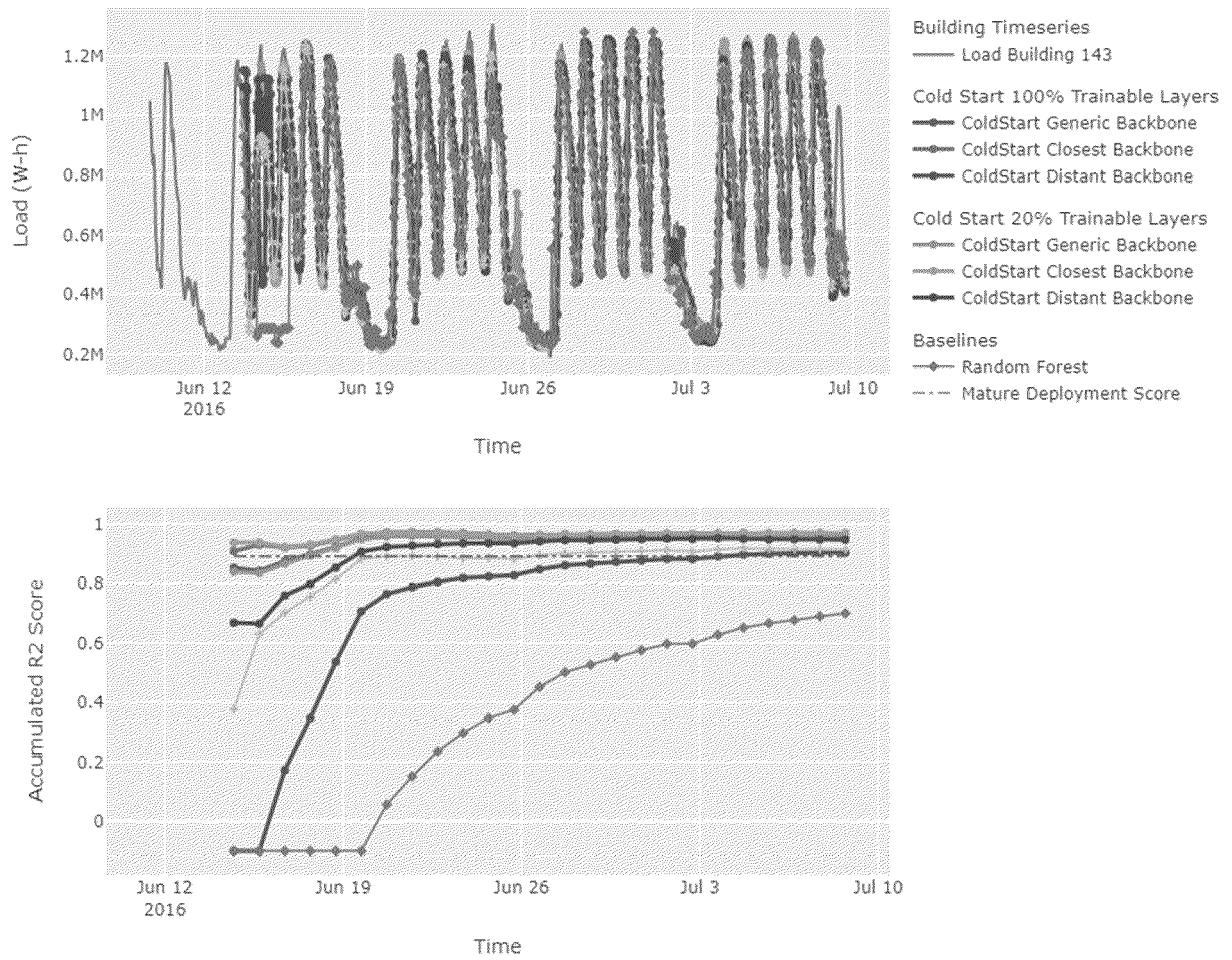 Building Timeseries
Load Building 143
Cold Start 100% Trainable Layers
ColdStart Generic Backbone
ColdStart Closest Backbone
ColdStart Distant Backbone
Cold Start 20% Trainable Layers
ColdStart Generic Backbone
ColdStart Closest Backbone
ColdStart Distant Backbone
Baselines
Random Forest
Mature Deployment Score
Load (W-h)
1.2M
1M
0.8M
0.6M
0.4M
0.2M
Jun 12
2016
Jun 19
Jun 26
Jul 3
Jul 10
Time
Accumulated R2 Score
1
0.8
0.6
0.4
0.2
0
Jun 12
2016
Jun 19
Jun 26
Jul 3
Jul 10
Time